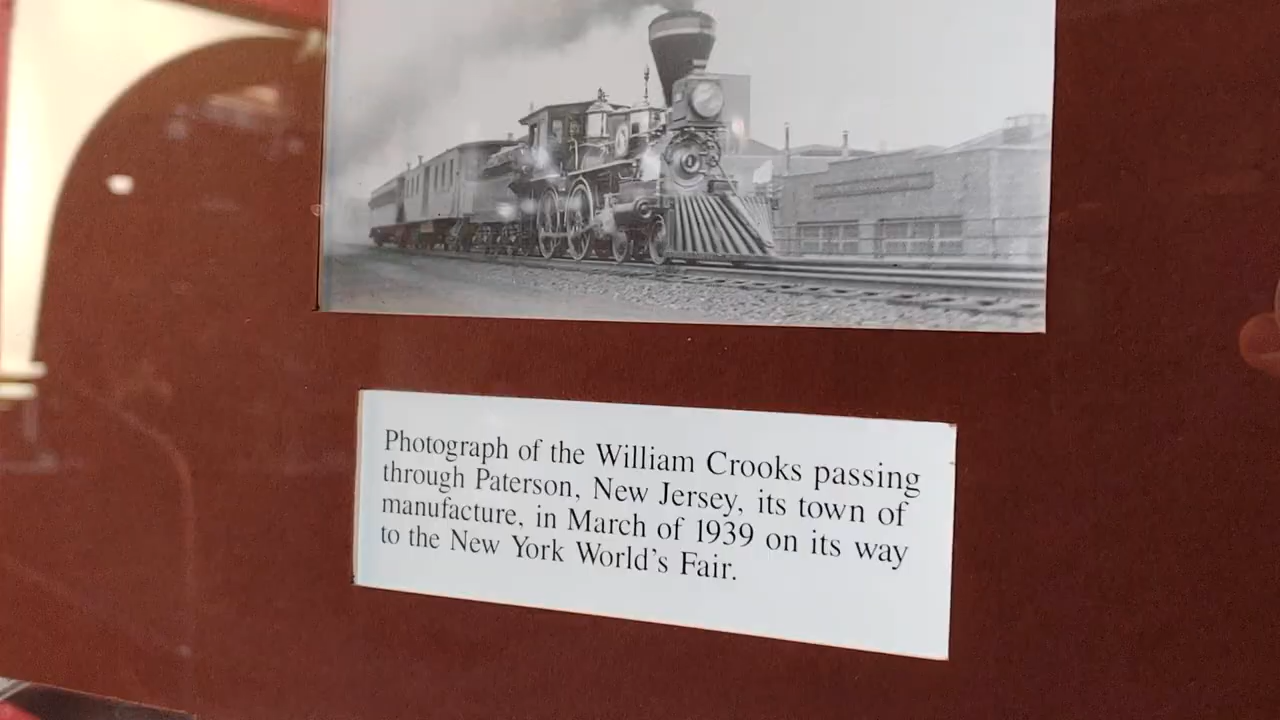 Photograph of the William Crooks passing
through Paterson, New Jersey, its town of
manufacture, in March of 1939 on its way
to the New York World's Fair.